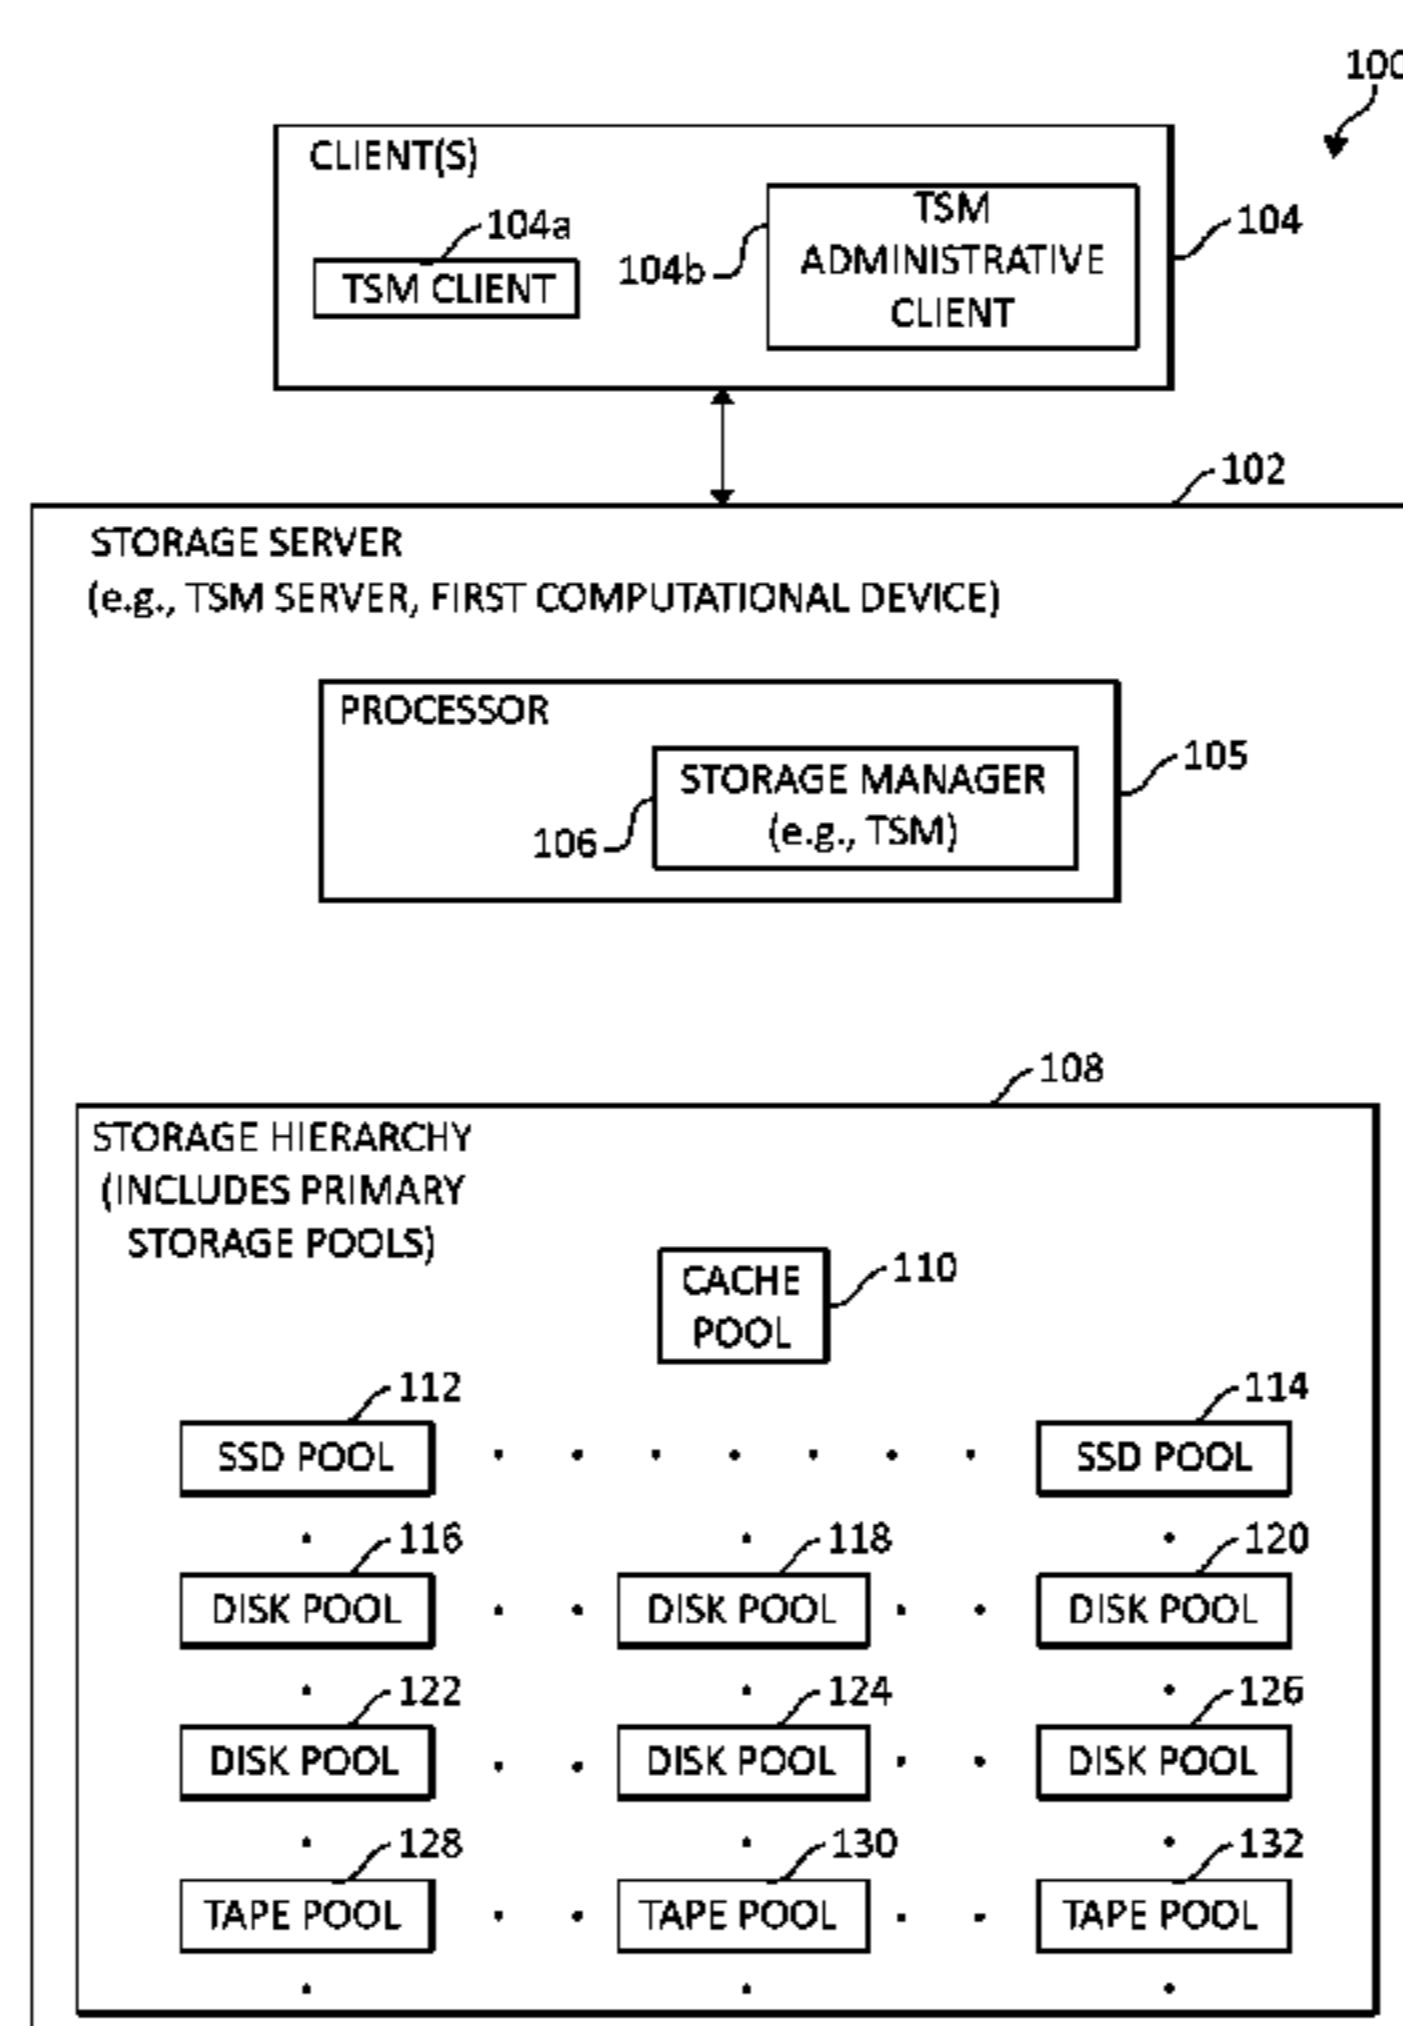 100
CLIENT(S)
104a
TSM CLIENT
104b
TSM
ADMINISTRATIVE
CLIENT
104
102
STORAGE SERVER
(e.g., TSM SERVER, FIRST COMPUTATIONAL DEVICE)
PROCESSOR
STORAGE MANAGER
(e.g., TSM)
105
106
108
STORAGE HIERARCHY
(INCLUDES PRIMARY
STORAGE POOLS)
CACHE
POOL
110
112
114
SSD POOL
SSD POOL
116
118
120
DISK POOL
DISK POOL
DISK POOL
122
124
126
DISK POOL
DISK POOL
DISK POOL
128
130
132
TAPE POOL
TAPE POOL
TAPE POOL